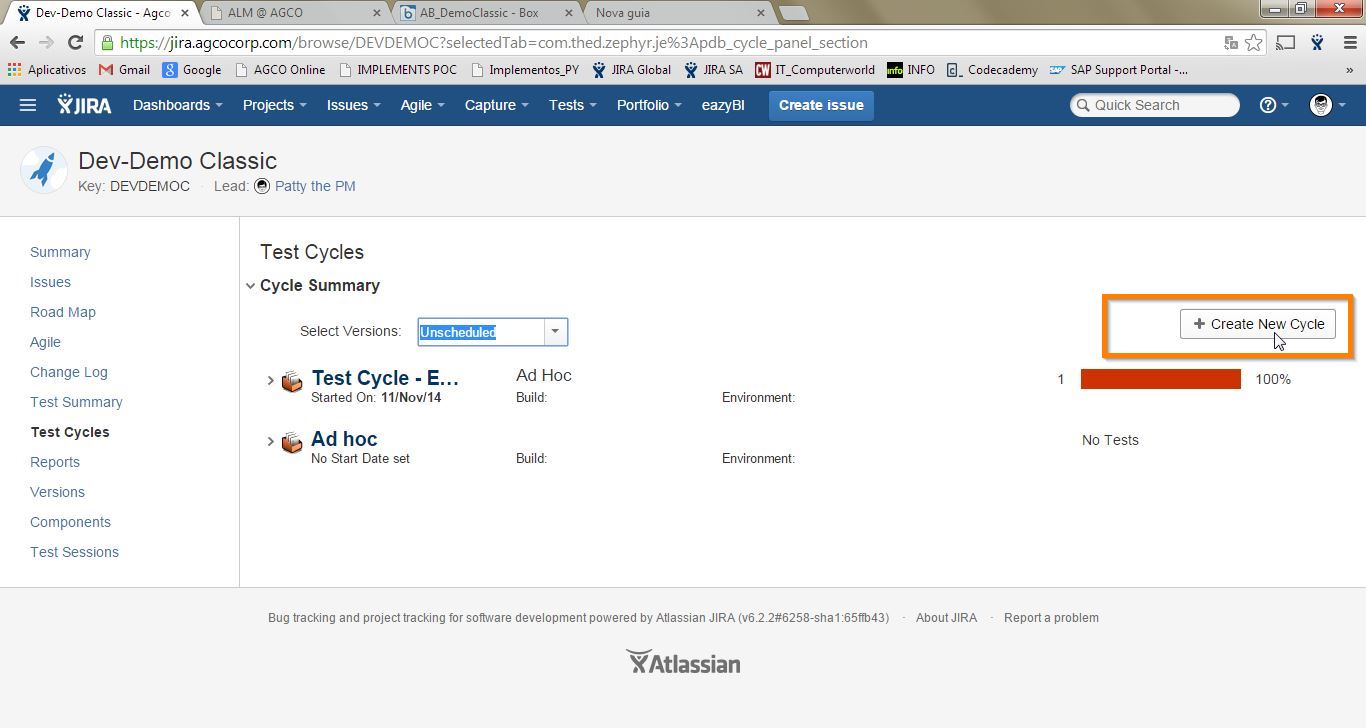 Dev-Demo Classic - Agco
ALM @ AGCO
AB_DemoClassic - Box
Nova guia
https://jira.agcocorp.com/browse/DEVDEMOC?selectedTab=com.thed.zephyr.je%3Apdb_cycle_panel_section
Aplicativos Gmail Google AGCO Online IMPLEMENTS POC Implementos_PY JIRA Global JIRA SA CW IT_Computerworld info INFO c_ Codecademy SAP Support Portal -... »
JIRA Dashboards Projects Issues Agile Capture Tests Portfolio eazyBI Create issue Quick Search ?
Dev-Demo Classic
Key: DEVDEMOC · Lead: Patty the PM
Summary
Issues
Road Map
Agile
Change Log
Test Summary
Test Cycles
Reports
Versions
Components
Test Sessions
Test Cycles
Cycle Summary
Select Versions: Unscheduled
+ Create New Cycle
Test Cycle - E... Ad Hoc 1 100%
Started On: 11/Nov/14 Build: Environment:
Ad hoc No Tests
No Start Date set Build: Environment:
Bug tracking and project tracking for software development powered by Atlassian JIRA (v6.2.2#6258-sha1:65ffb43) · About JIRA · Report a problem
Atlassian